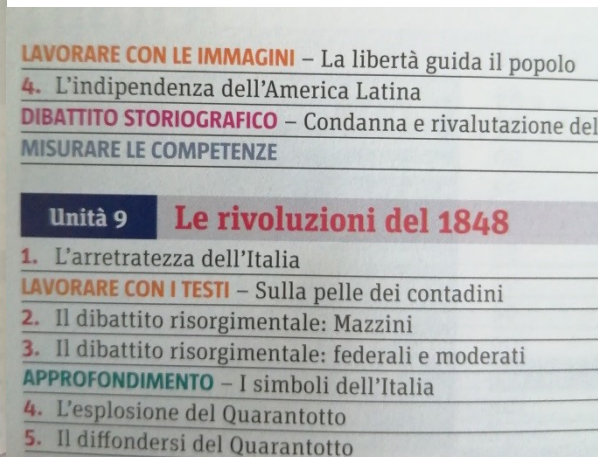 LAVORARE CON LE IMMAGINI – La libertà guida il popolo
4. L'indipendenza dell'America Latina
DIBATTITO STORIOGRAFICO – Condanna e rivalutazione del
MISURARE LE COMPETENZE
Unità 9 Le rivoluzioni del 1848
1. L'arretratezza dell'Italia
LAVORARE CON I TESTI – Sulla pelle dei contadini
2. Il dibattito risorgimentale: Mazzini
3. Il dibattito risorgimentale: federali e moderati
APPROFONDIMENTO – I simboli dell'Italia
4. L'esplosione del Quarantotto
5. Il diffondersi del Quarantotto